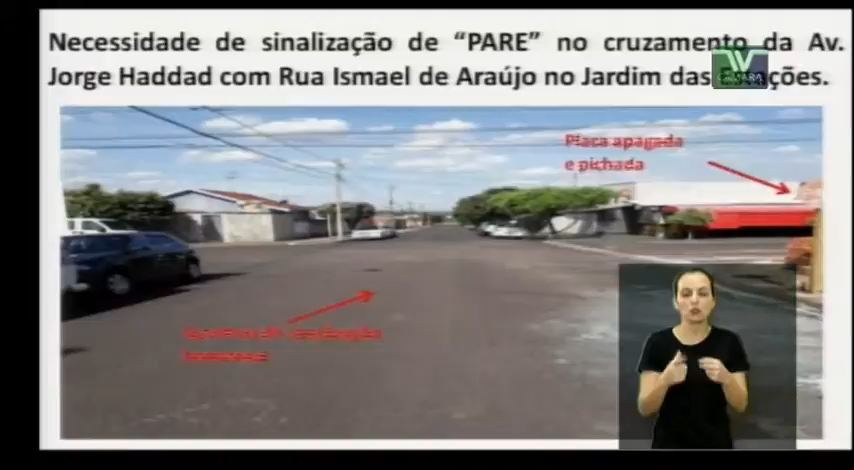 Necessidade de sinalização de “PARE” no cruzamento da Av.
Jorge Haddad com Rua Ismael de Araújo no Jardim das Estações.
Placa apagada
e pichada